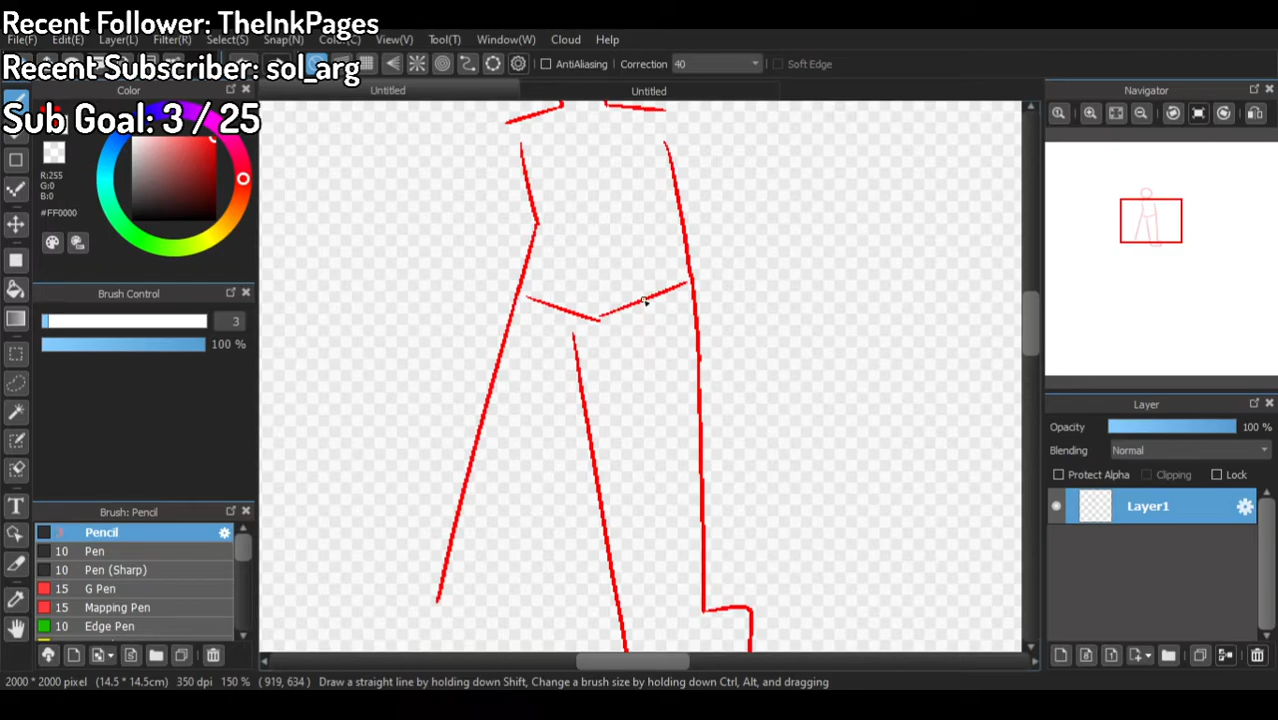 Recent Follower: TheInkPages
File(F) Edit(E) Layer(L) Filter(R) Select(S) Snap(N) Color(C) View(V) Tool(T) Window(W) Cloud Help
Recent Subscriber: sol_arg
AntiAliasing Correction 40 Soft Edge
Color Untitled Untitled Navigator
Sub Goal: 3 / 25
R:255
G:0
B:0
#FF0000
Brush Control
3
100 %
Layer
Opacity 100 %
Blending Normal
Protect Alpha Clipping Lock
Layer1
Brush: Pencil
3 Pencil
10 Pen
10 Pen (Sharp)
15 G Pen
15 Mapping Pen
10 Edge Pen
2000 * 2000 pixel (14.5 * 14.5cm) 350 dpi 150 % ( 919, 634 ) Draw a straight line by holding down Shift, Change a brush size by holding down Ctrl, Alt, and dragging